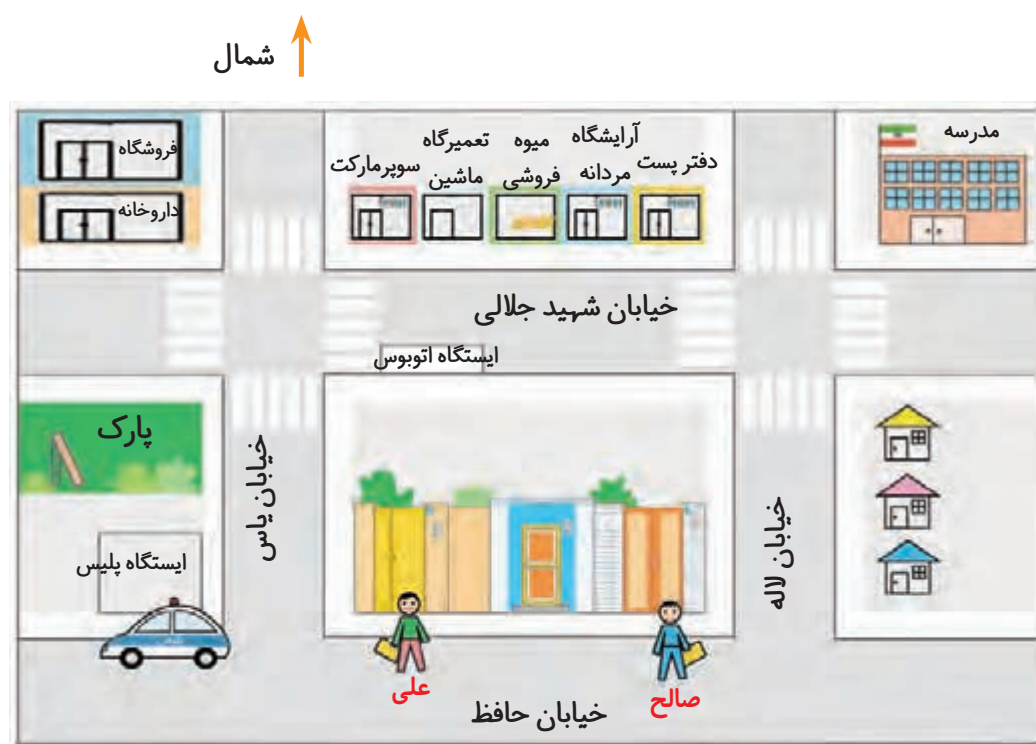 شمال
مدرسه
آرایشگاه
مردانه
دفتر پست
میوه
فروشی
تعمیرگاه
ماشین
سوپرمارکت
فروشگاه
داروخانه
خیابان شهید جلالی
ایستگاه اتوبوس
پارک
خیابان یاس
خیابان لاله
ایستگاه پلیس
علی
صالح
خیابان حافظ